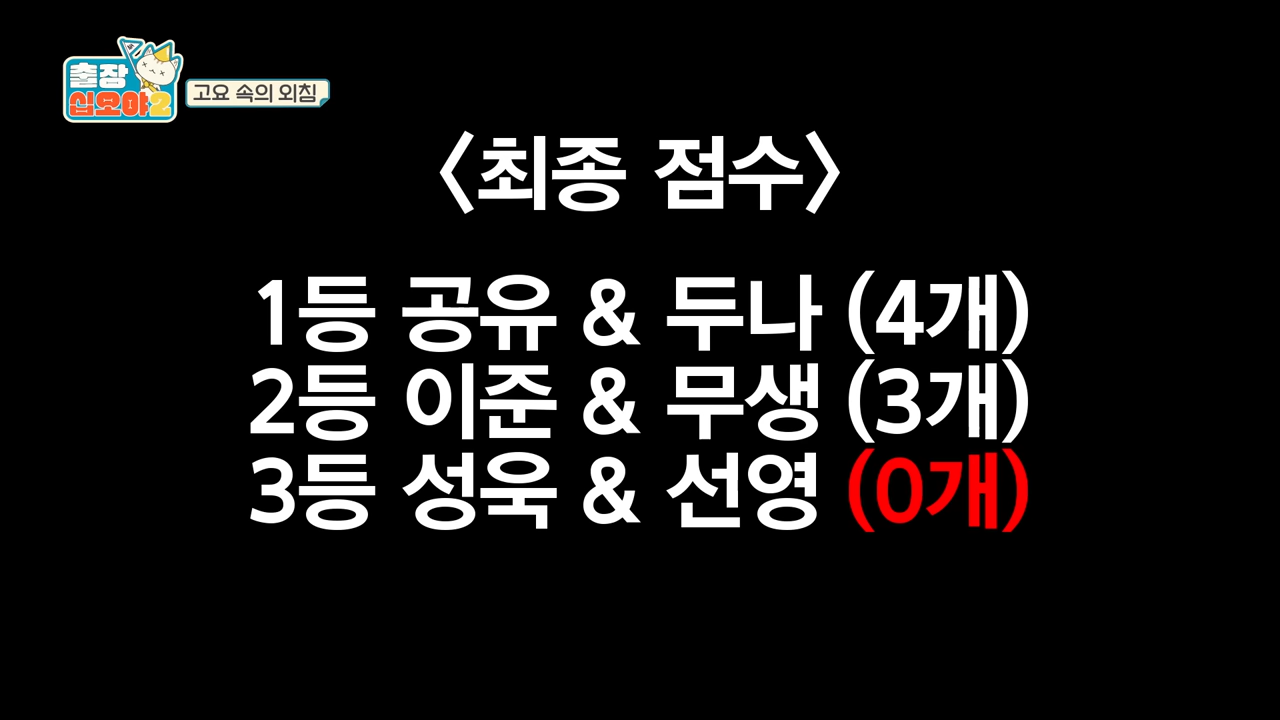 출장
십오야2
고요 속의 외침
<최종 점수>
1등 공유 & 두나 (4개)
2등 이준 & 무생 (3개)
3등 성욱 & 선영 (0개)